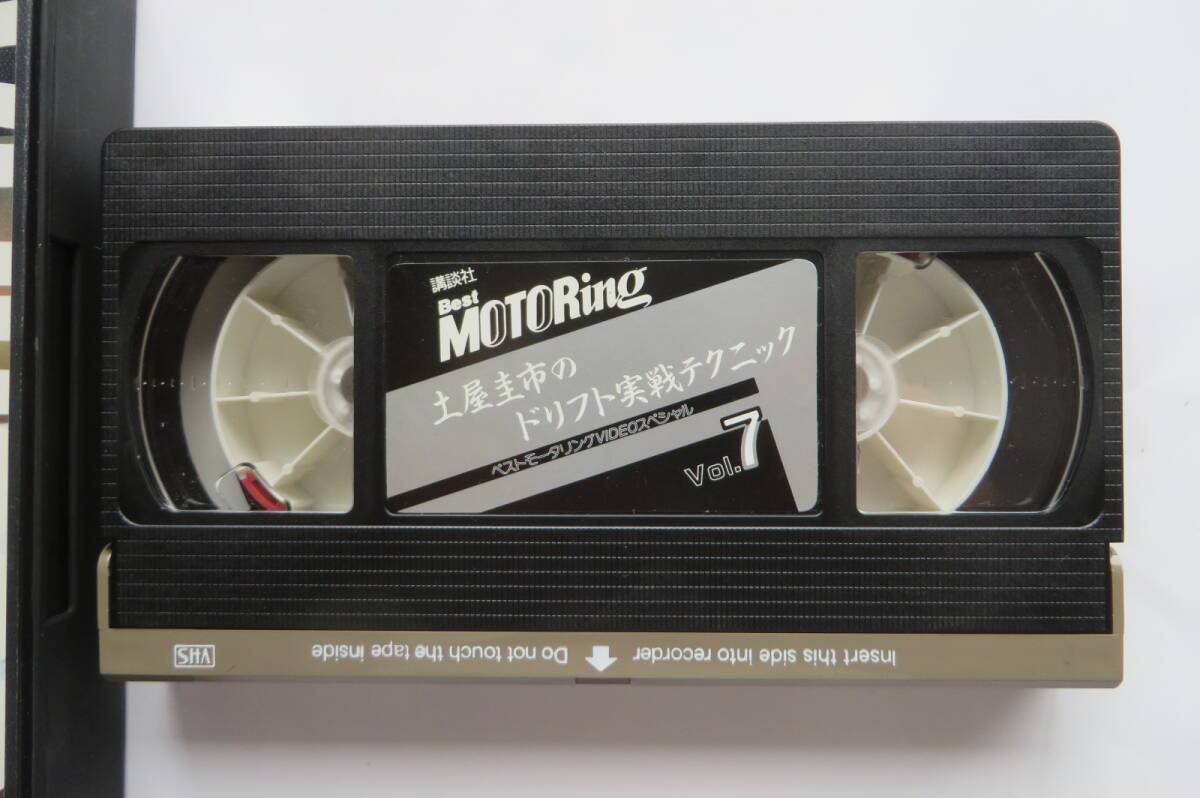 講談社
Best
MOTORing
土屋圭市の
ドリフト実戦テクニック
ベストモータリングVIDEOスペシャル
Vol.7
Insert this side into recorder
Do not touch the tape inside
VHS